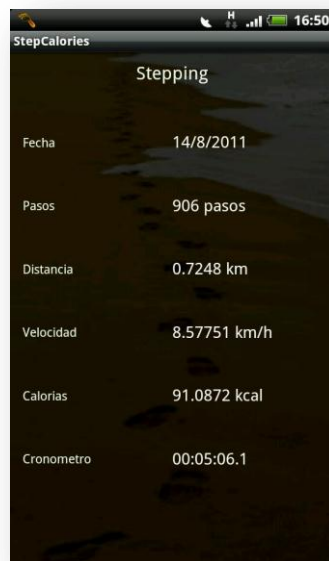 H 16:50
StepCalories
Stepping
Fecha 14/8/2011
Pasos 906 pasos
Distancia 0.7248 km
Velocidad 8.57751 km/h
Calorias 91.0872 kcal
Cronometro 00:05:06.1